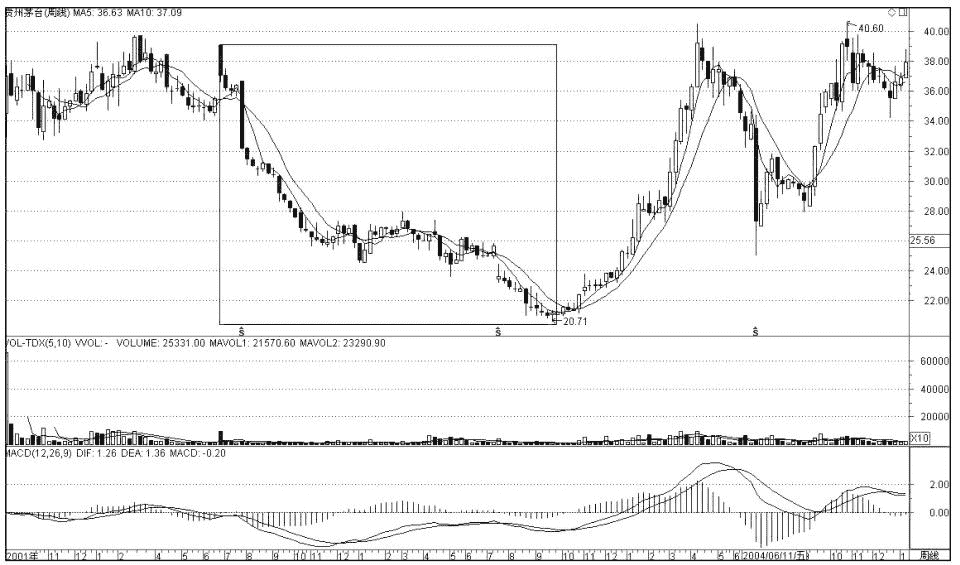 贵州茅台(周线) MA5: 36.63 MA10: 37.09
40.60
40.00
38.00
36.00
34.00
32.00
30.00
28.00
25.56
24.00
22.00
20.71
S S S
VOL-TDX(5,10) VVOL: - VOLUME: 25331.00 MAVOL1: 21570.60 MAVOL2: 23290.90
60000
40000
20000
X10
MACD(12,26,9) DIF: 1.26 DEA: 1.36 MACD: -0.20
2.00
0.00
2001年 11 12 1 2 4 5 6 7 8 9 10 11 12 1 2 3 4 5 6 7 8 9 10 11 12 1 2 3 4 5 6 2004/06/11/五 10 11 12 1 周线